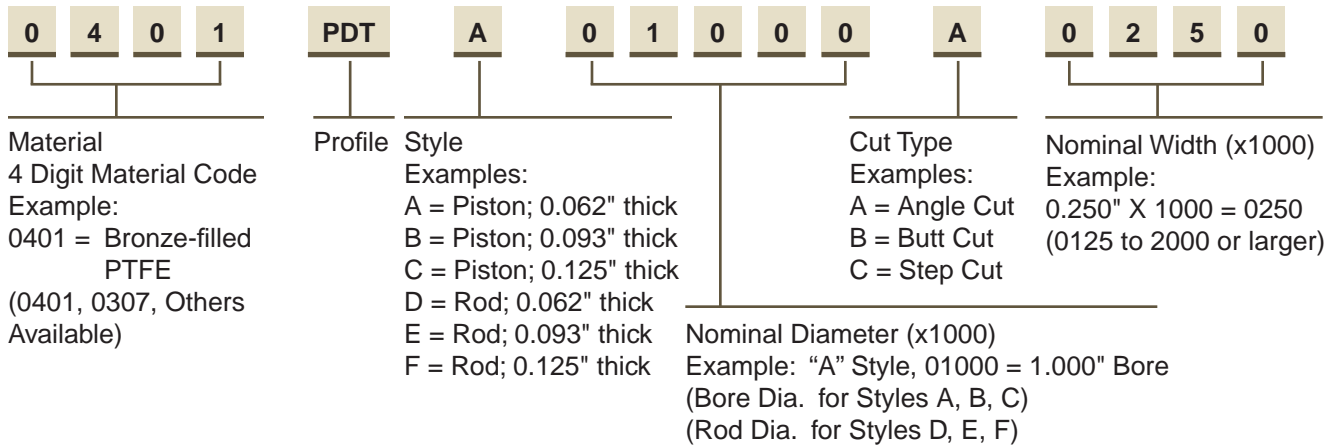 0 4 0 1 PDT A 0 1 0 0 0 A 0 2 5 0
Material
4 Digit Material Code
Example:
0401 = Bronze-filled
PTFE
(0401, 0307, Others
Available)
Profile
Style
Examples:
A = Piston; 0.062" thick
B = Piston; 0.093" thick
C = Piston; 0.125" thick
D = Rod; 0.062" thick
E = Rod; 0.093" thick
F = Rod; 0.125" thick
Nominal Diameter (x1000)
Example: “A” Style, 01000 = 1.000" Bore
(Bore Dia. for Styles A, B, C)
(Rod Dia. for Styles D, E, F)
Cut Type
Examples:
A = Angle Cut
B = Butt Cut
C = Step Cut
Nominal Width (x1000)
Example:
0.250" X 1000 = 0250
(0125 to 2000 or larger)